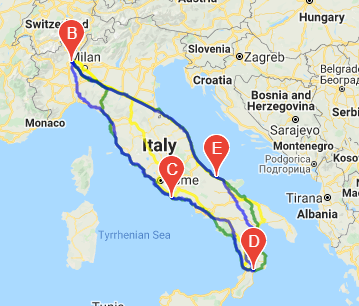 Switzerland
Hungary
B
Milan
Slovenia
Zagreb
Croatia
Belgrade
Београд
Bosnia and
Herzegovina
Monaco
Sarajevo
Italy
E
Montenegro
Podgorica
Подгорица
C
Rome
Tirana
Albania
D
Tyrrhenian Sea
Tunis